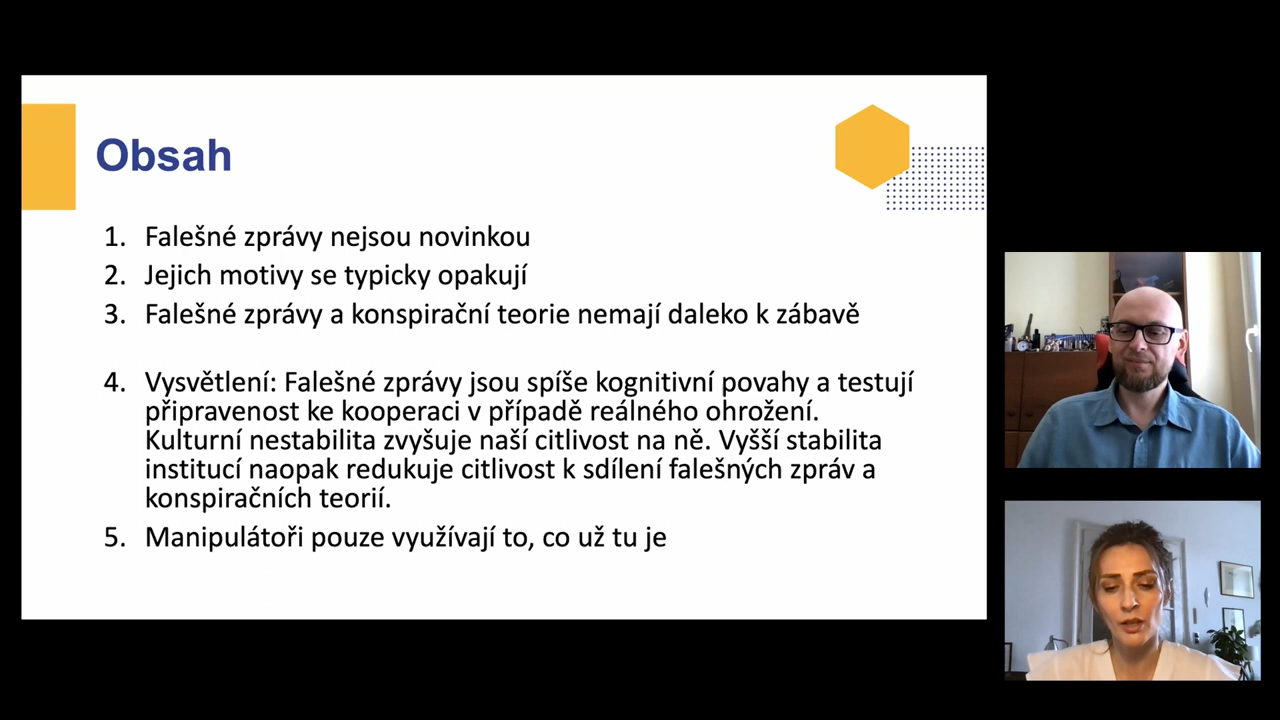 Obsah
1. Falešné zprávy nejsou novinkou
2. Jejich motivy se typicky opakují
3. Falešné zprávy a konspirační teorie nemají daleko k zábavě
4. Vysvětlení: Falešné zprávy jsou spíše kognitivní povahy a testují
připravenost ke kooperaci v případě reálného ohrožení.
Kulturní nestabilita zvyšuje naší citlivost na ně. Vyšší stabilita
institucí naopak redukuje citlivost k sdílení falešných zpráv a
konspiračních teorií.
5. Manipulátoři pouze využívají to, co už tu je